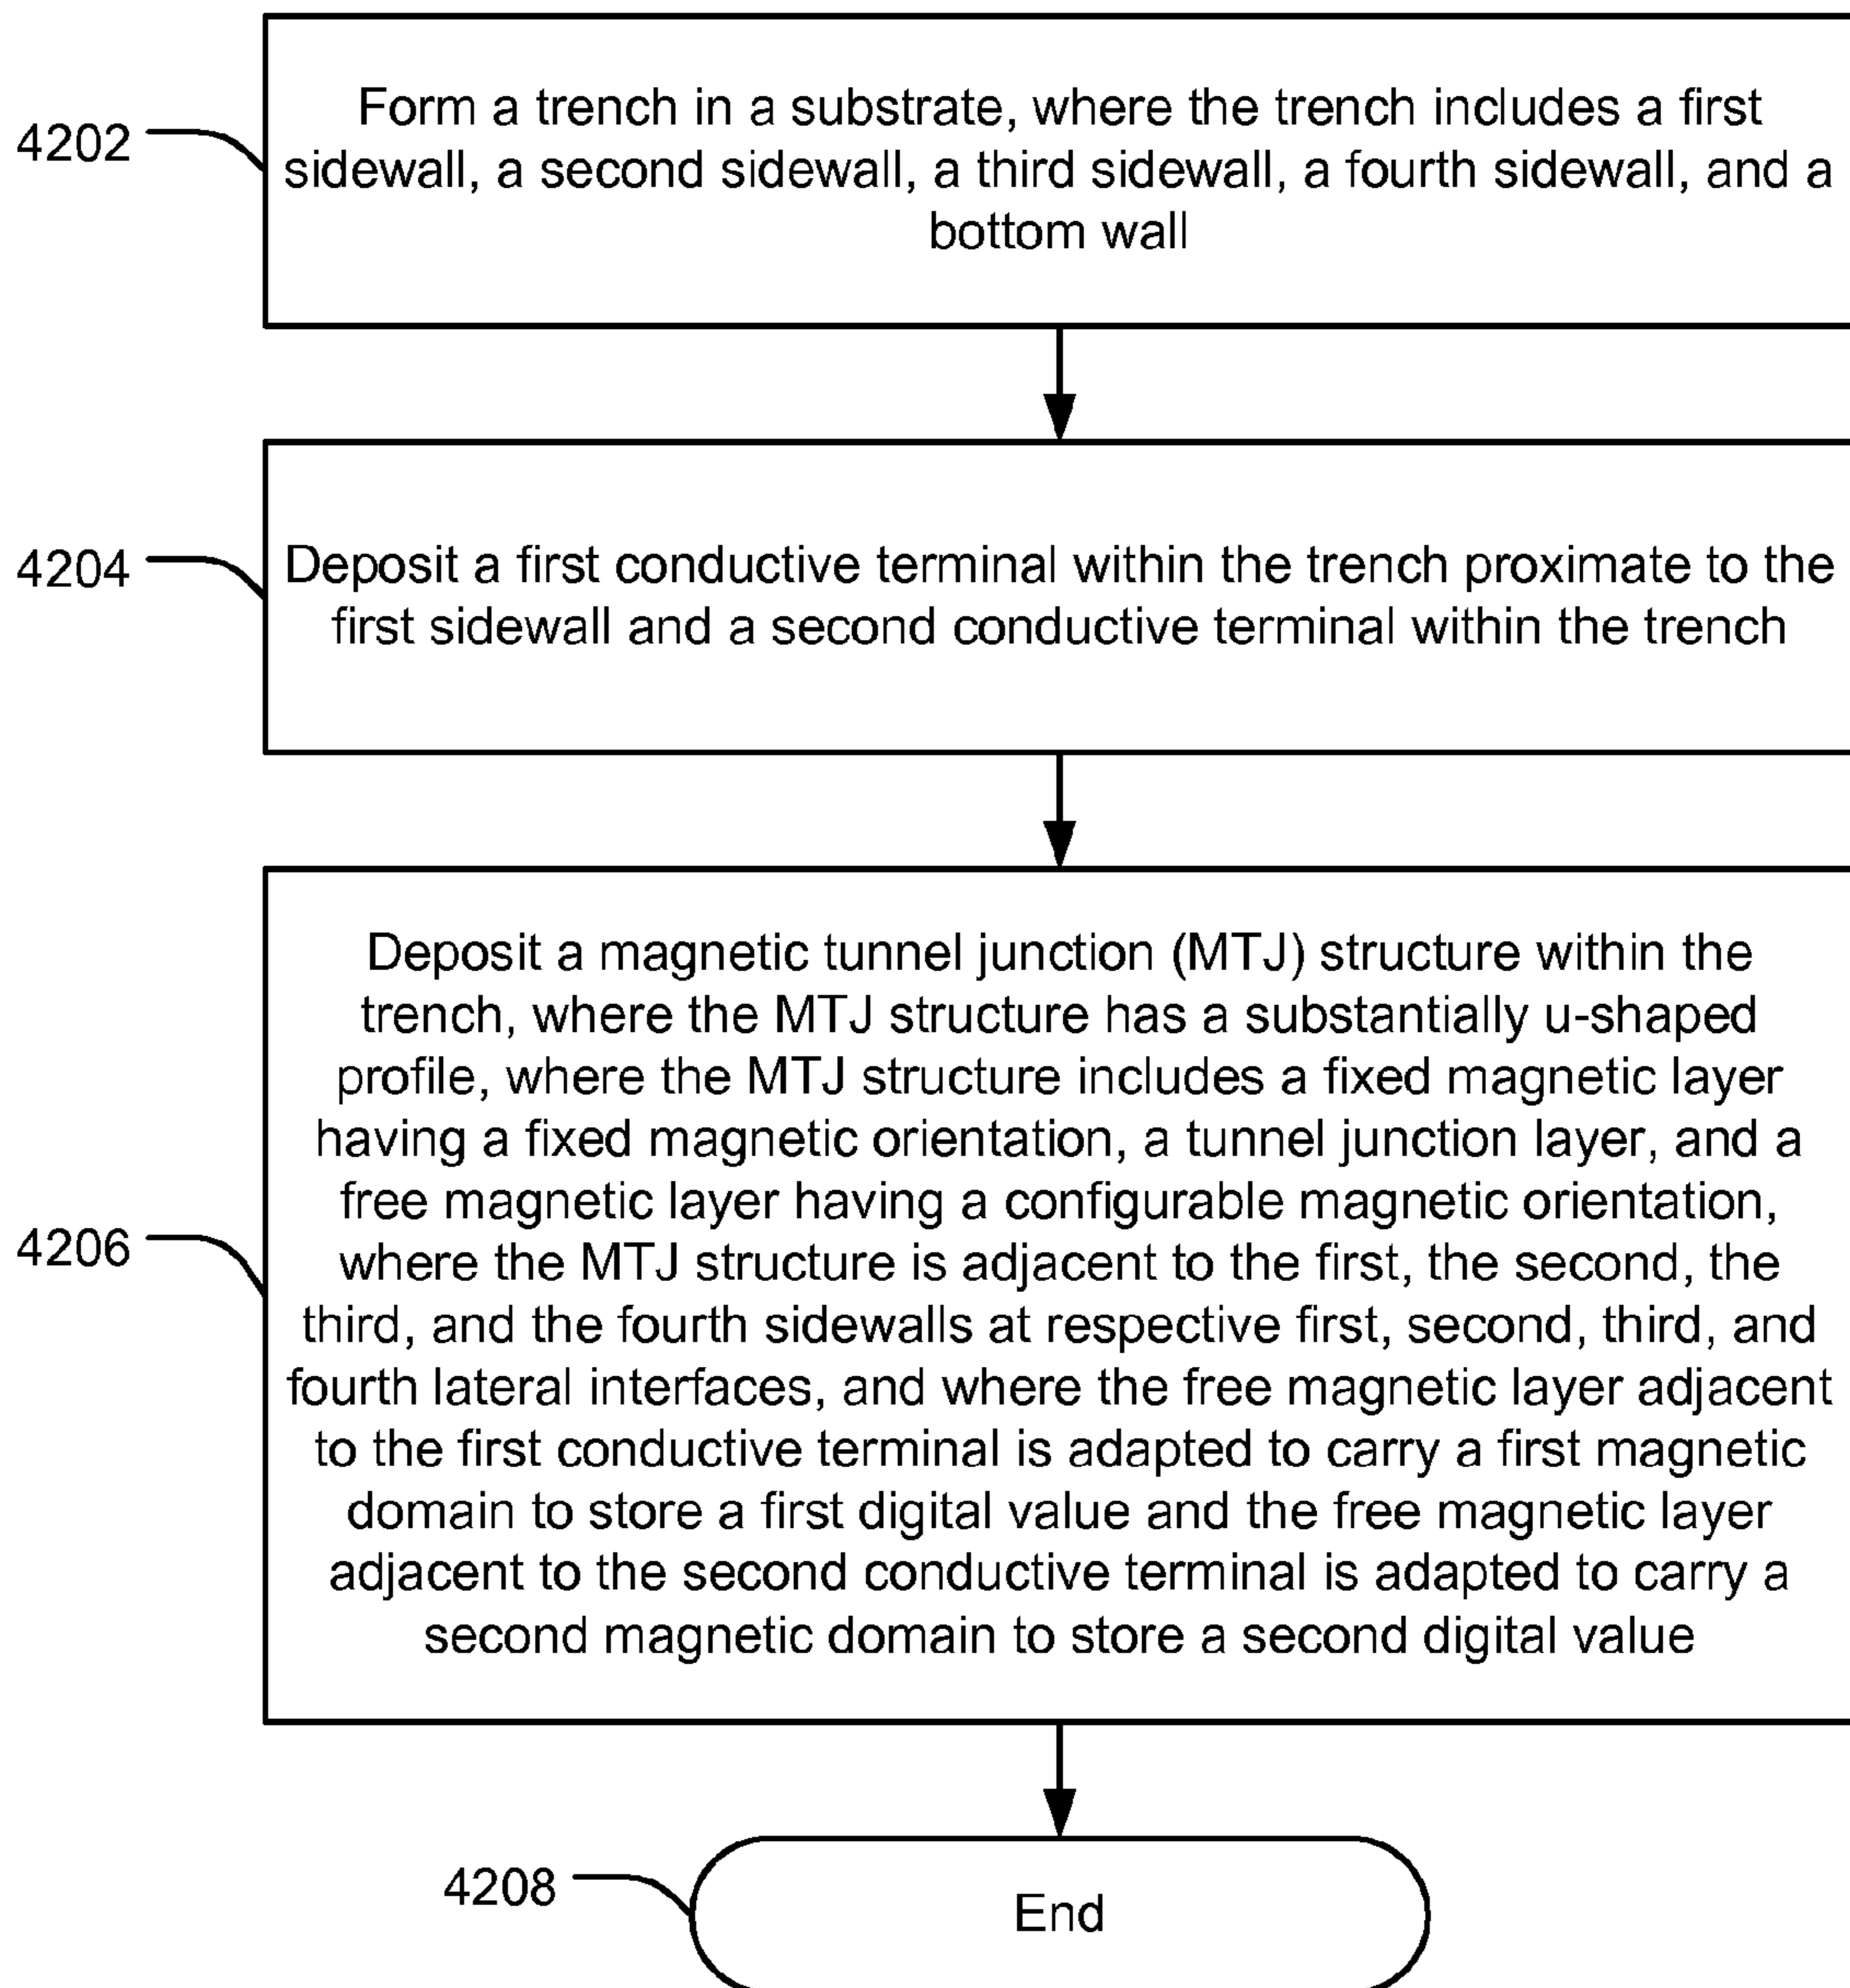 4202
Form a trench in a substrate, where the trench includes a first
sidewall, a second sidewall, a third sidewall, a fourth sidewall, and a
bottom wall
4204
Deposit a first conductive terminal within the trench proximate to the
first sidewall and a second conductive terminal within the trench
4206
Deposit a magnetic tunnel junction (MTJ) structure within the
trench, where the MTJ structure has a substantially u-shaped
profile, where the MTJ structure includes a fixed magnetic layer
having a fixed magnetic orientation, a tunnel junction layer, and a
free magnetic layer having a configurable magnetic orientation,
where the MTJ structure is adjacent to the first, the second, the
third, and the fourth sidewalls at respective first, second, third, and
fourth lateral interfaces, and where the free magnetic layer adjacent
to the first conductive terminal is adapted to carry a first magnetic
domain to store a first digital value and the free magnetic layer
adjacent to the second conductive terminal is adapted to carry a
second magnetic domain to store a second digital value
4208
End